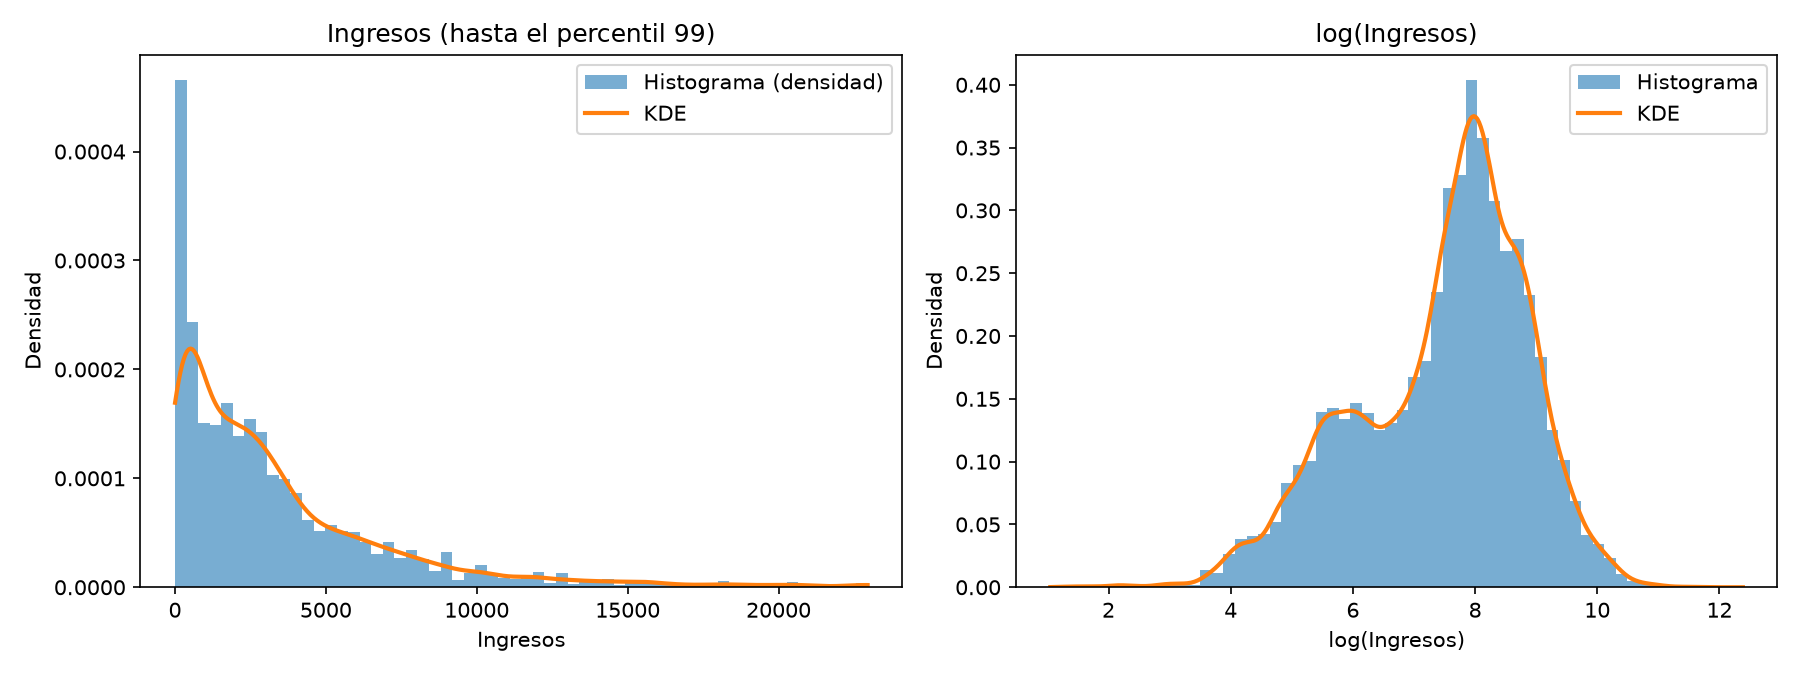 Ingresos (hasta el percentil 99)
Histograma (densidad)
KDE
0.0004
0.0003
0.0002
0.0001
0.0000
Densidad
0 5000 10000 15000 20000
Ingresos
log(Ingresos)
Histograma
KDE
0.40
0.35
0.30
0.25
0.20
0.15
0.10
0.05
0.00
Densidad
2 4 6 8 10 12
log(Ingresos)